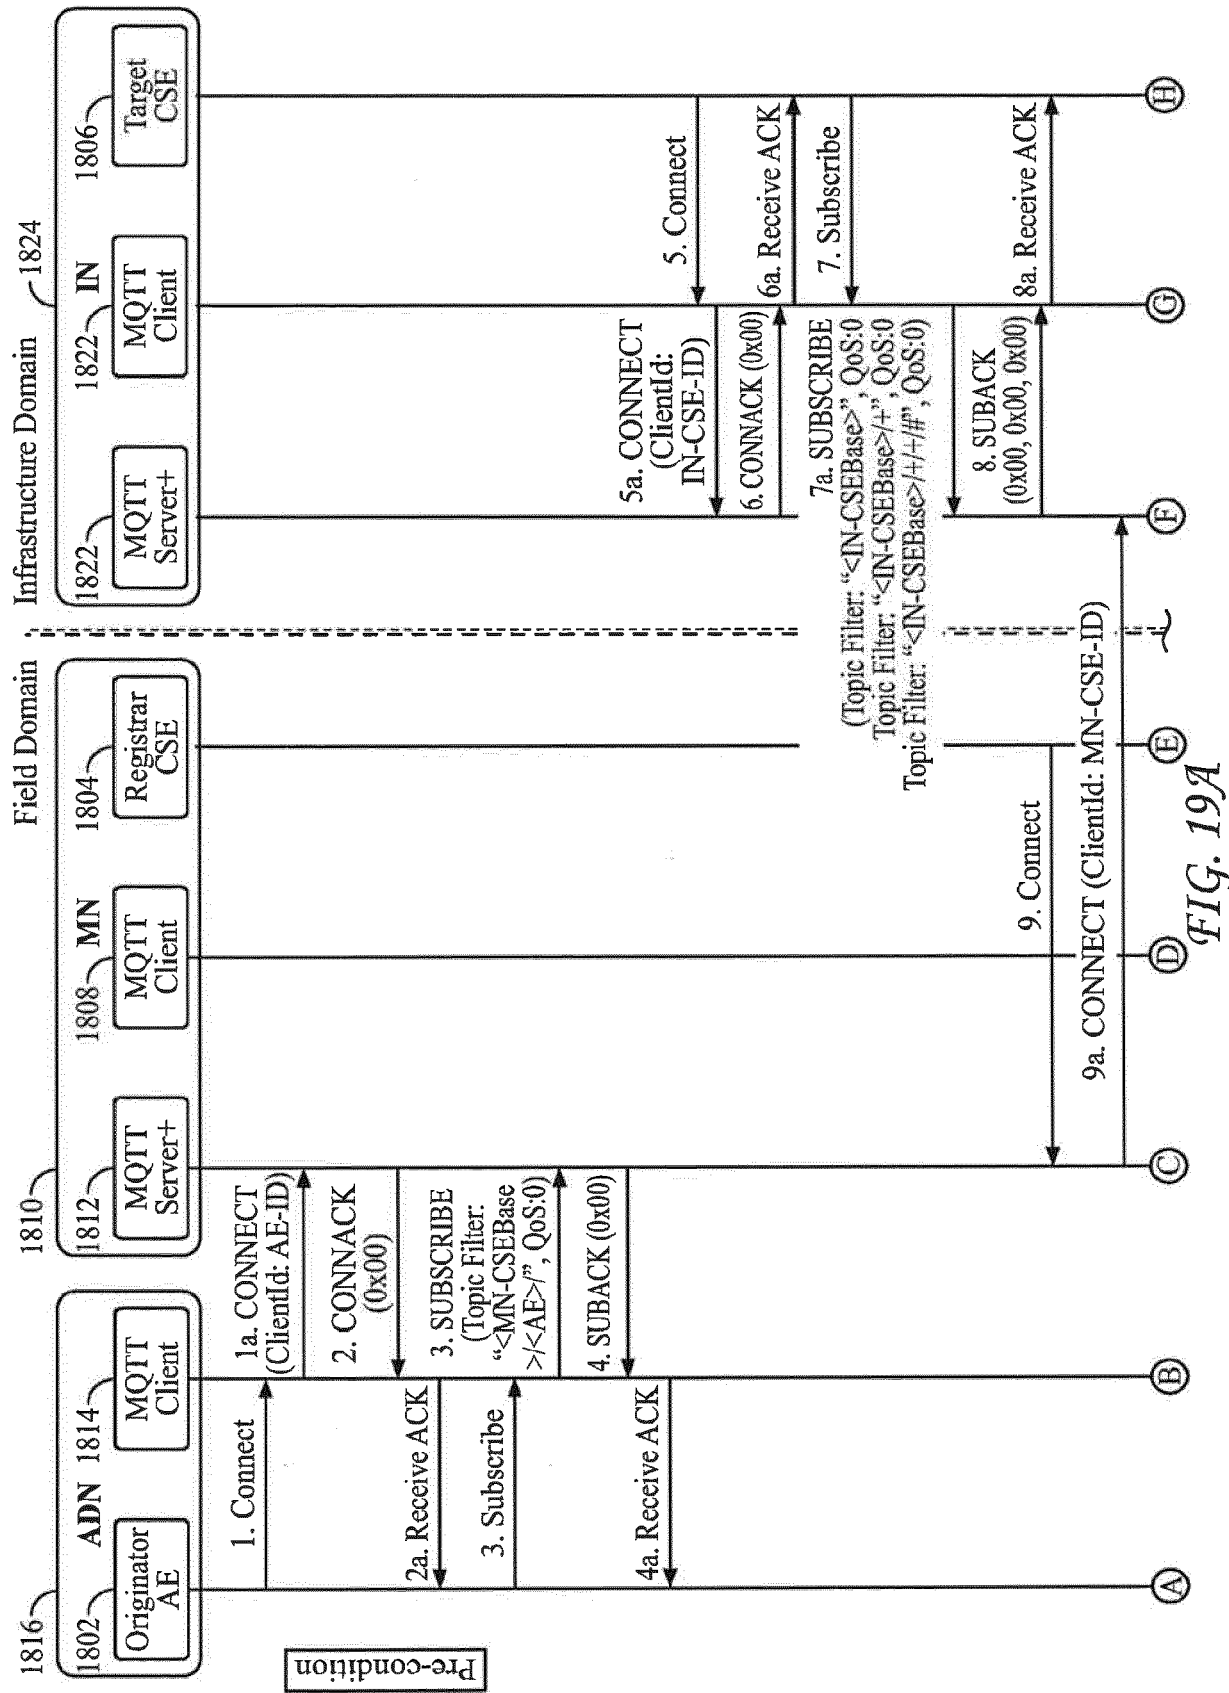 Field Domain
Infrastructure Domain
1816
1810
1824
1802
ADN
1814
1812
1808
MN
1804
1822
1822
IN
1806
Originator
AE
MQTT
Client
MQTT
Server+
MQTT
Client
Registrar
CSE
MQTT
Server+
MQTT
Client
Target
CSE
Pre-condition
1. Connect
1a. CONNECT
(ClientId: AE-ID)
2. CONNACK
(0x00)
2a. Receive ACK
3. Subscribe
3. SUBSCRIBE
(Topic Filter:
“<MN-CSEBase
>/<AE>/”, QoS:0)
4. SUBACK (0x00)
4a. Receive ACK
5. Connect
5a. CONNECT
(ClientId:
IN-CSE-ID)
6. CONNACK (0x00)
6a. Receive ACK
7. Subscribe
7a. SUBSCRIBE
(Topic Filter: “<IN-CSEBase>”, QoS:0
Topic Filter: “<IN-CSEBase>/+”, QoS:0
Topic Filter: “<IN-CSEBase>/+/+/#”, QoS:0)
8. SUBACK
(0x00, 0x00, 0x00)
8a. Receive ACK
9. Connect
9a. CONNECT (ClientId: MN-CSE-ID)
A
B
C
D
E
F
G
H
FIG. 19A